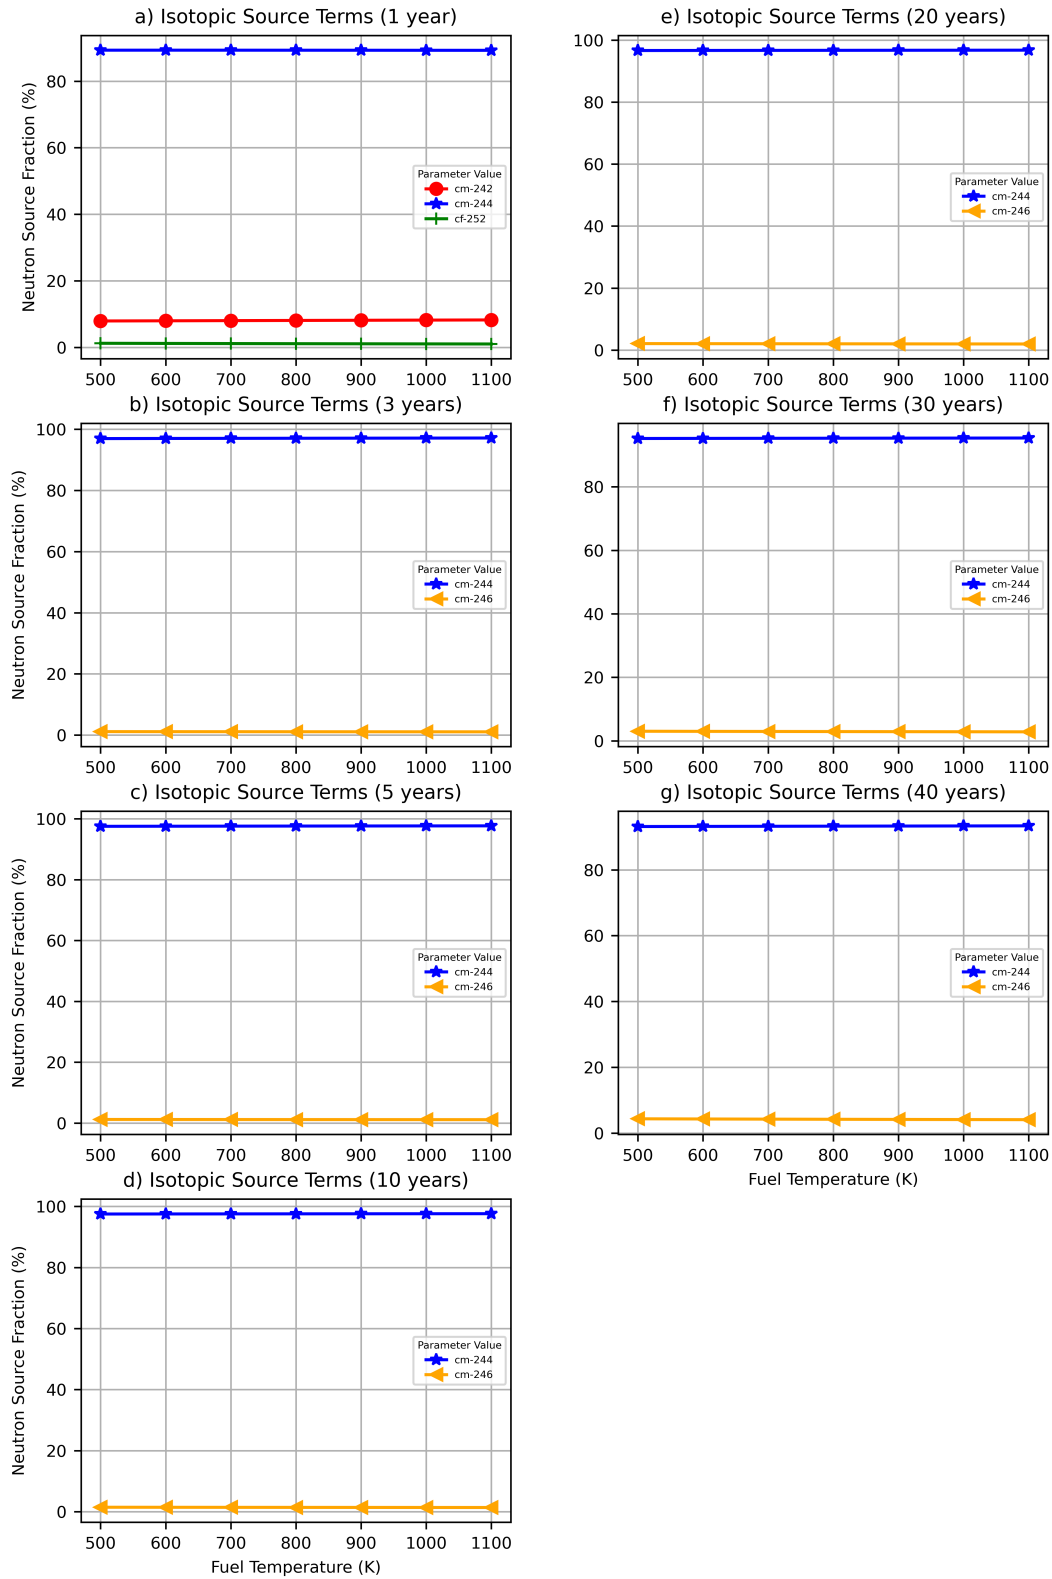 a) Isotopic Source Terms (1 year)
Neutron Source Fraction (%)
80
60
40
20
0
Parameter Value
cm-242
cm-244
cf-252
500 600 700 800 900 1000 1100
b) Isotopic Source Terms (3 years)
Neutron Source Fraction (%)
100
80
60
40
20
0
Parameter Value
cm-244
cm-246
500 600 700 800 900 1000 1100
c) Isotopic Source Terms (5 years)
Neutron Source Fraction (%)
100
80
60
40
20
0
Parameter Value
cm-244
cm-246
500 600 700 800 900 1000 1100
d) Isotopic Source Terms (10 years)
Neutron Source Fraction (%)
100
80
60
40
20
0
Parameter Value
cm-244
cm-246
500 600 700 800 900 1000 1100
Fuel Temperature (K)
e) Isotopic Source Terms (20 years)
100
80
60
40
20
0
Parameter Value
cm-244
cm-246
500 600 700 800 900 1000 1100
f) Isotopic Source Terms (30 years)
80
60
40
20
0
Parameter Value
cm-244
cm-246
500 600 700 800 900 1000 1100
g) Isotopic Source Terms (40 years)
80
60
40
20
0
Parameter Value
cm-244
cm-246
500 600 700 800 900 1000 1100
Fuel Temperature (K)